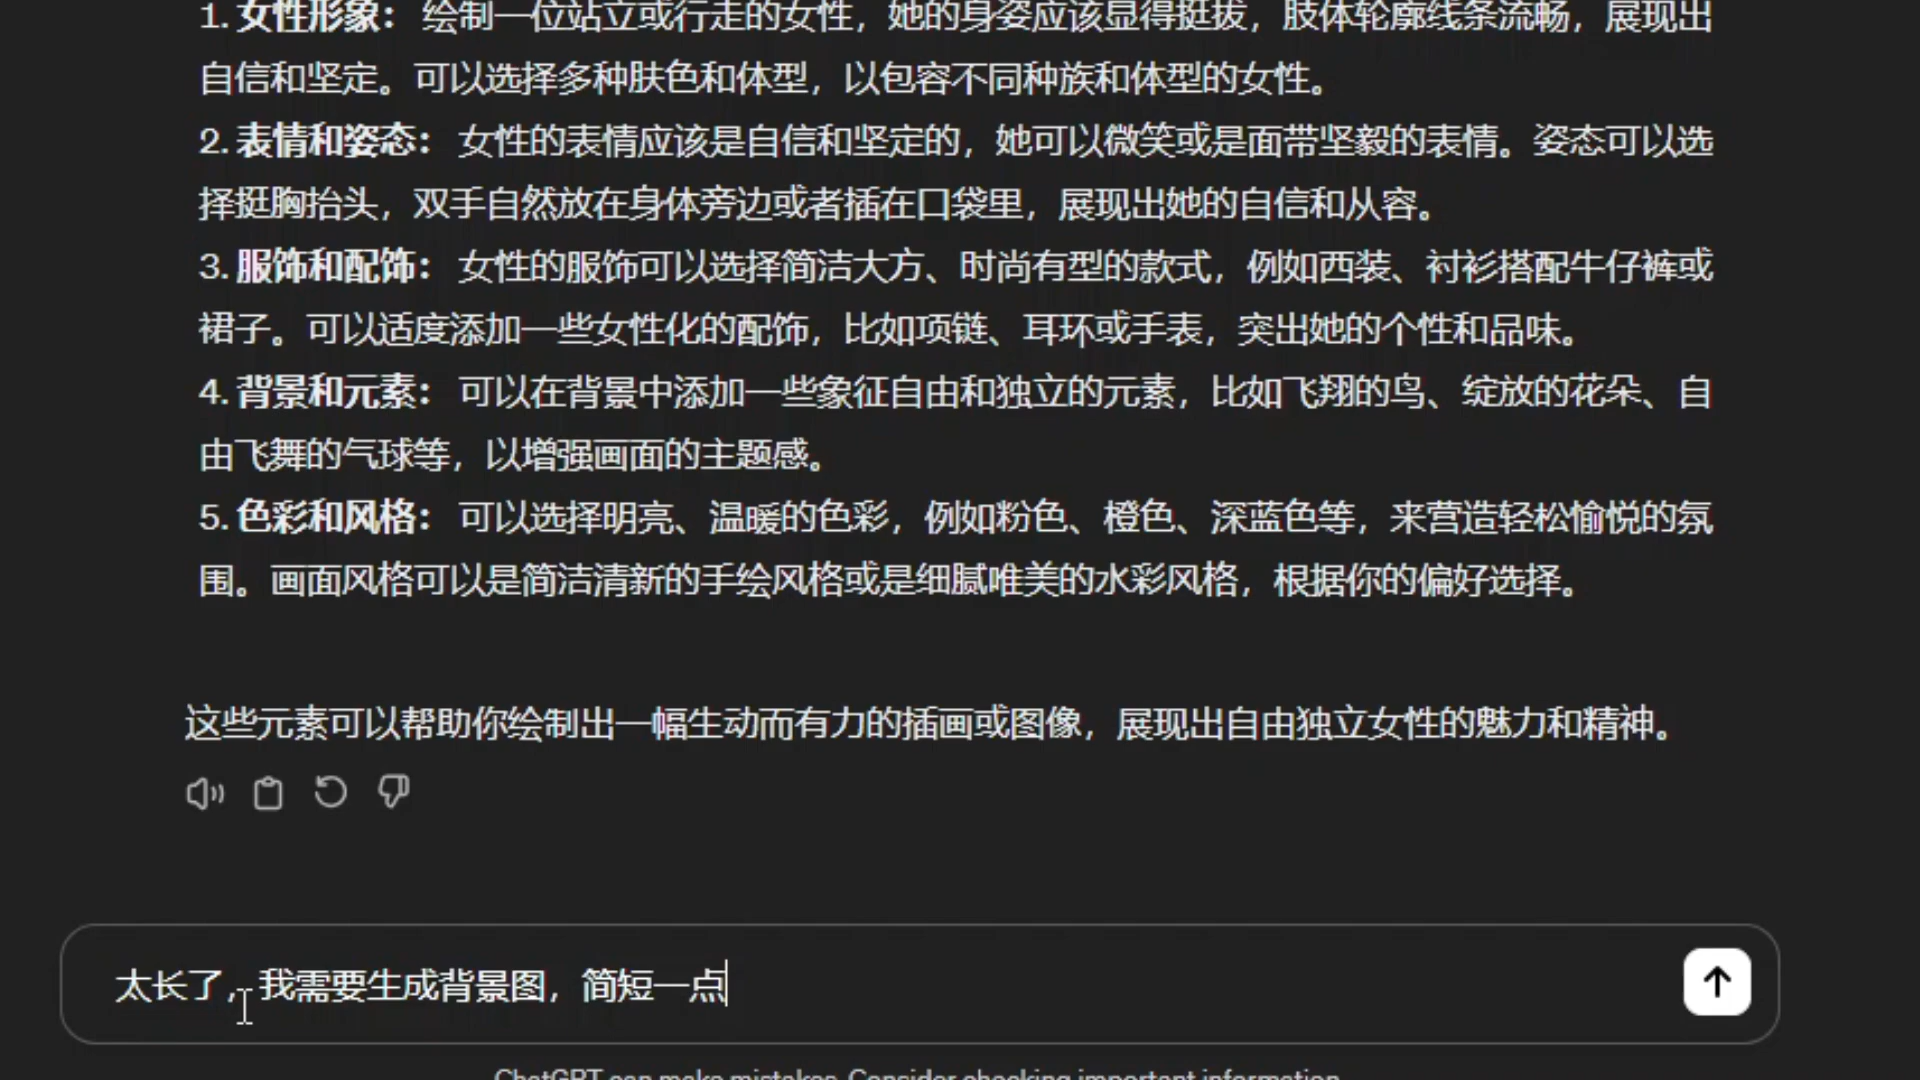 1. 女性形象： 绘制一位站立或行走的女性，她的身姿应该显得挺拔，肢体轮廓线条流畅，展现出
自信和坚定。可以选择多种肤色和体型，以包容不同种族和体型的女性。
2. 表情和姿态： 女性的表情应该是自信和坚定的，她可以微笑或是面带坚毅的表情。姿态可以选
择挺胸抬头，双手自然放在身体旁边或者插在口袋里，展现出她的自信和从容。
3. 服饰和配饰： 女性的服饰可以选择简洁大方、时尚有型的款式，例如西装、衬衫搭配牛仔裤或
裙子。可以适度添加一些女性化的配饰，比如项链、耳环或手表，突出她的个性和品味。
4. 背景和元素： 可以在背景中添加一些象征自由和独立的元素，比如飞翔的鸟、绽放的花朵、自
由飞舞的气球等，以增强画面的主题感。
5. 色彩和风格： 可以选择明亮、温暖的色彩，例如粉色、橙色、深蓝色等，来营造轻松愉悦的氛
围。画面风格可以是简洁清新的手绘风格或是细腻唯美的水彩风格，根据你的偏好选择。
这些元素可以帮助你绘制出一幅生动而有力的插画或图像，展现出自由独立女性的魅力和精神。
太长了，我需要生成背景图，简短一点
ChatGPT can make mistakes. Consider checking important information.